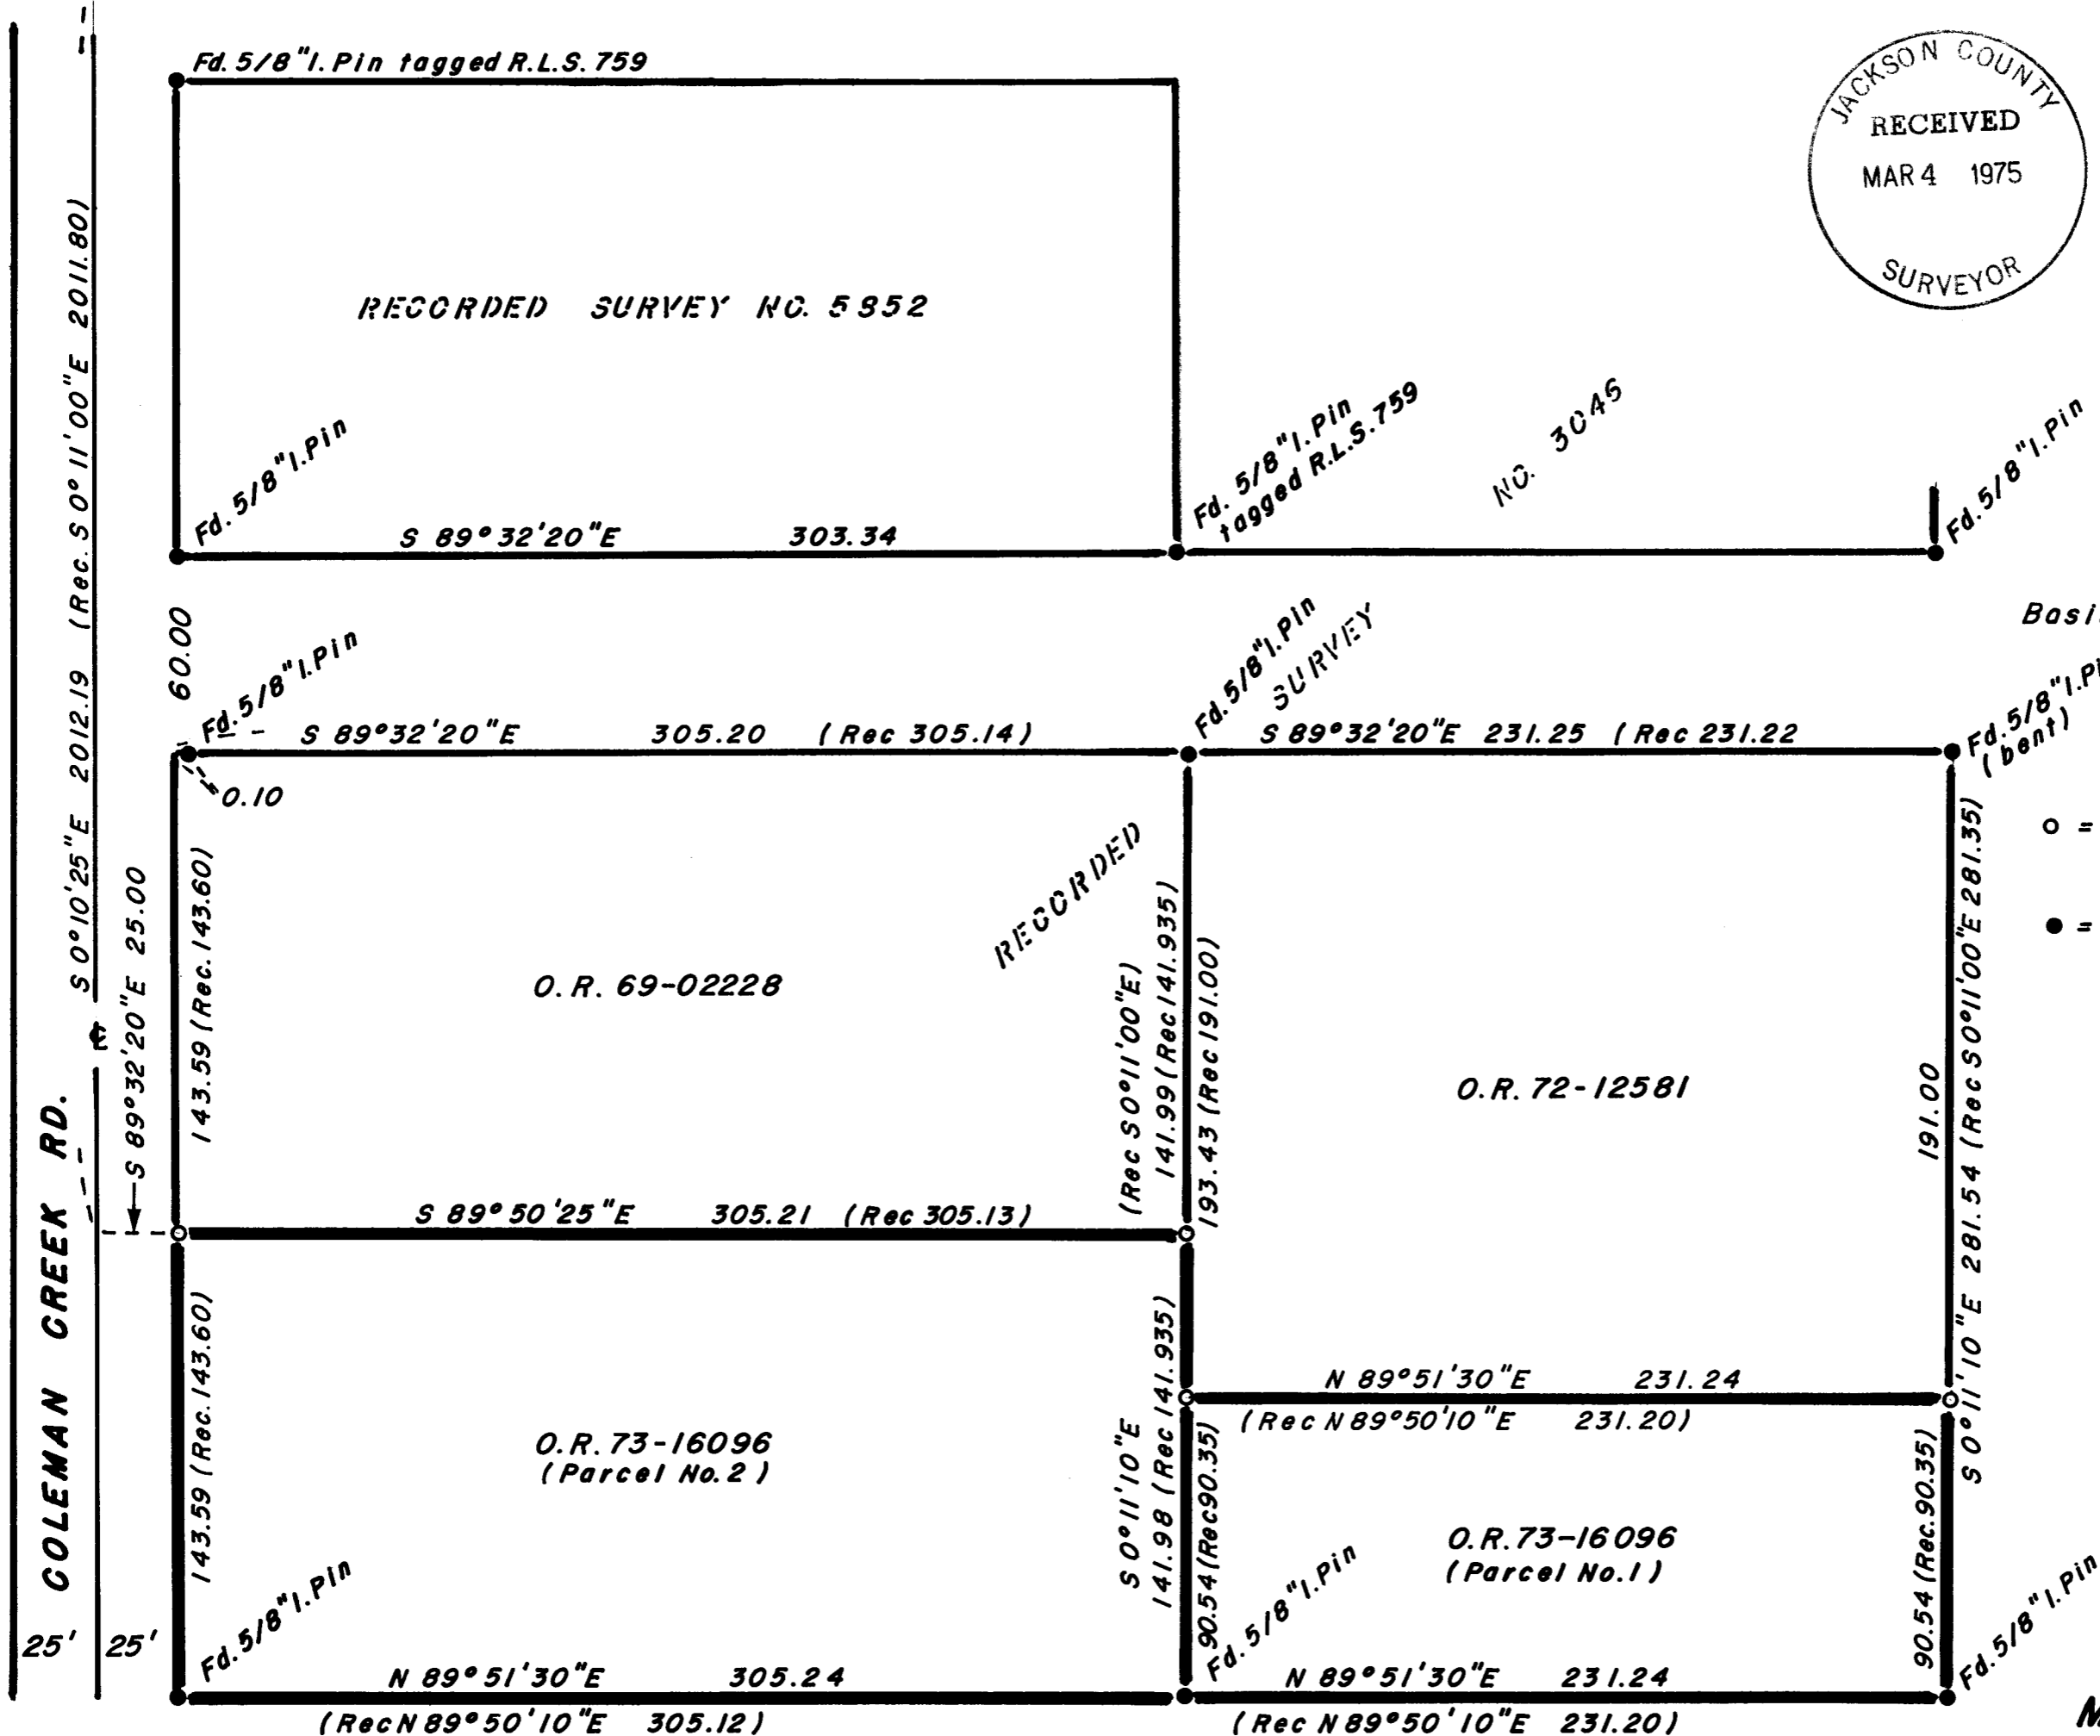 Fd. 5/8" I. Pin tagged R.L.S. 759
JACKSON COUNTY
RECEIVED
MAR 4 1975
SURVEYOR
RECORDED SURVEY NO. 5852
S 0° 10' 25" E 2012.19 (Rec. S 0° 11' 00" E 2011.80)
Fd. 5/8" I. Pin
S 89° 32' 20" E 303.34
Fd. 5/8" I. Pin
tagged R.L.S. 759
NO. 3046
Fd. 5/8" I. Pin
60.00
Fd. 5/8" I. Pin
S 89° 32' 20" E 305.20 (Rec 305.14)
Fd. 5/8" I. Pin
SURVEY
S 89° 32' 20" E 231.25 (Rec 231.22
Fd. 5/8" I. Pi
(bent)
Basi
0.10
○ =
● =
RECORDED
S 89° 32' 20" E 25.00
143.59 (Rec. 143.60)
O.R. 69-02228
(Rec S 0° 11' 00" E)
141.99 (Rec 141.935)
193.43 (Rec 191.00)
O.R. 72-12581
191.00
S 0° 11' 10" E 281.54 (Rec S 0° 11' 00" E 281.35)
COLEMAN CREEK RD.
S 89° 50' 25" E 305.21 (Rec 305.13)
143.59 (Rec. 143.60)
O.R. 73-16096
(Parcel No. 2)
S 0° 11' 10" E
141.98 (Rec 141.935)
N 89° 51' 30" E 231.24
(Rec N 89° 50' 10" E 231.20)
90.54 (Rec 90.35)
O.R. 73-16096
(Parcel No. 1)
90.54 (Rec. 90.35)
25' 25'
Fd. 5/8" I. Pin
Fd. 5/8" I. Pin
Fd. 5/8" I. Pin
N 89° 51' 30" E 305.24
(Rec N 89° 50' 10" E 305.12)
N 89° 51' 30" E 231.24
(Rec N 89° 50' 10" E 231.20)